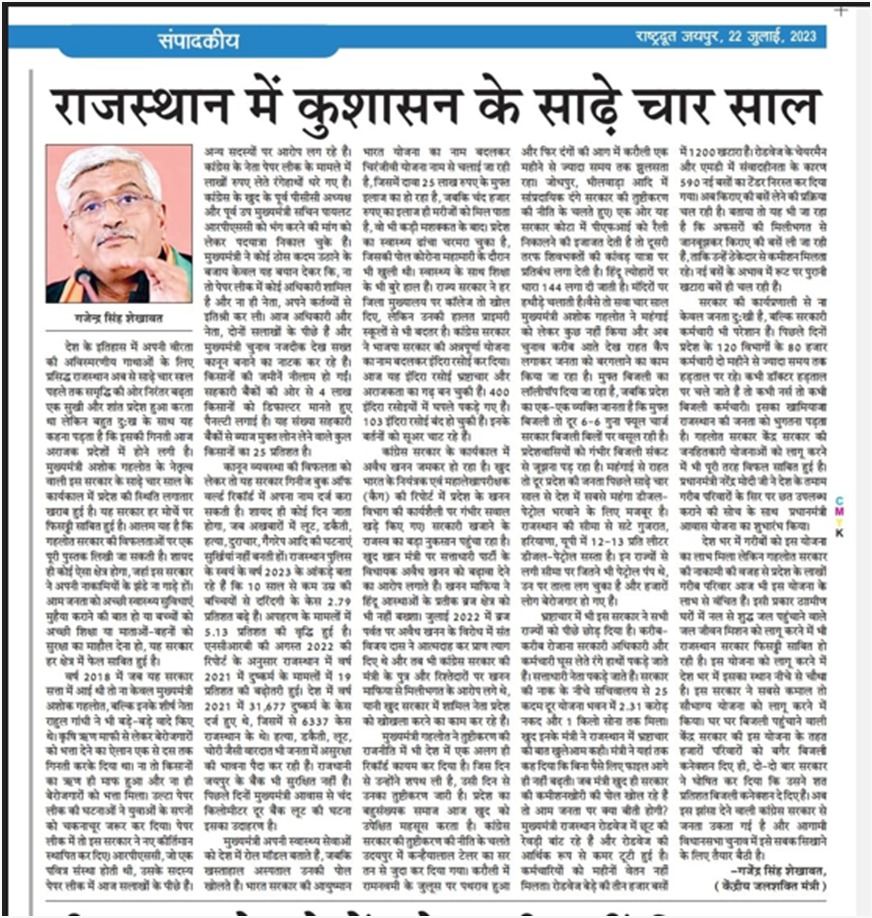 संपादकीय
राष्ट्रदूत जयपुर, 22 जुलाई, 2023
राजस्थान में कुशासन के साढ़े चार साल
गजेन्द्र सिंह शेखावत
देश के इतिहास में अपनी वीरता
की अविस्मरणीय गाथाओं के लिए
प्रसिद्ध राजस्थान अब से साढ़े चार साल
पहले तक समृद्धि की ओर निरंतर बढ़ता
एक सुखी और शांत प्रदेश हुआ करता
था लेकिन बहुत दु:ख के साथ यह
कहना पड़ता है कि इसकी गिनती आज
अराजक प्रदेशों में होने लगी है।
मुख्यमंत्री अशोक गहलोत के नेतृत्व
वाली इस सरकार के साढ़े चार साल के
कार्यकाल में प्रदेश की स्थिति लगातार
खराब हुई है। यह सरकार हर मोर्चे पर
फिसड्डी साबित हुई है। आलम यह है कि
गहलोत सरकार की विफलताओं पर एक
पूरी पुस्तक लिखी जा सकती है। शायद
ही कोई ऐसा क्षेत्र होगा, जहां इस सरकार
ने अपनी नाकामियों के झंडे ना गाड़े हों।
आम जनता को अच्छी स्वास्थ्य सुविधाएं
मुहैया कराने की बात हो या बच्चों को
अच्छी शिक्षा या माताओं-बहनों को
सुरक्षा का माहौल देना हो, यह सरकार
हर क्षेत्र में फेल साबित हुई है।
वर्ष 2018 में जब यह सरकार
सत्ता में आई थी तो ना केवल मुख्यमंत्री
अशोक गहलोत, बल्कि इनके शीर्ष नेता
राहुल गांधी ने भी बड़े-बड़े वादे किए
थे। कृषि ऋण माफी से लेकर बेरोजगारों
को भत्ता देने का ऐलान एक से दस तक
गिनती करके दिया था। ना तो किसानों
का ऋण ही माफ हुआ और ना ही
बेरोजगारों को भत्ता मिला। उल्टा पेपर
लीक की घटनाओं ने युवाओं के सपनों
को चकनाचूर जरूर कर दिया। पेपर
लीक में तो इस सरकार ने नए कीर्तिमान
स्थापित कर दिए। आरपीएससी, जो एक
पवित्र संस्था होती थी, उसके सदस्य
पेपर लीक में आज सलाखों के पीछे हैं।
अन्य सदस्यों पर आरोप लग रहे हैं।
कांग्रेस के नेता पेपर लीक के मामले में
लाखों रुपए लेते रंगेहाथों धरे गए हैं।
कांग्रेस के खुद के पूर्व पीसीसी अध्यक्ष
और पूर्व उप मुख्यमंत्री सचिन पायलट
आरपीएससी को भंग करने की मांग को
लेकर पदयात्रा निकाल चुके हैं।
मुख्यमंत्री ने कोई ठोस कदम उठाने के
बजाय केवल यह बयान देकर कि, ना
तो पेपर लीक में कोई अधिकारी शामिल
है और ना ही नेता, अपने कर्तव्यों से
इतिश्री कर ली। आज अधिकारी और
नेता, दोनों सलाखों के पीछे हैं और
मुख्यमंत्री चुनाव नजदीक देख सख्त
कानून बनाने का नाटक कर रहे हैं।
किसानों की जमीनें नीलाम हो गईं।
सहकारी बैंकों की ओर से 4 लाख
किसानों को डिफाल्टर मानते हुए
पैनल्टी लगाई है। यह संख्या सहकारी
बैंकों से ब्याज मुक्त लोन लेने वाले कुल
किसानों का 25 प्रतिशत है।
कानून व्यवस्था की विफलता को
लेकर तो यह सरकार गिनीज बुक ऑफ
वर्ल्ड रिकॉर्ड में अपना नाम दर्ज करा
सकती है। शायद ही कोई दिन जाता
होगा, जब अखबारों में लूट, डकैती,
हत्या, दुराचार, गैंगरेप आदि की घटनाएं
सुर्खियां नहीं बनती हों। राजस्थान पुलिस
के स्वयं के वर्ष 2023 के आंकड़े बता
रहे हैं कि 10 साल से कम उम्र की
बच्चियों से दरिंदगी के केस 2.79
प्रतिशत बढ़े हैं। अपहरण के मामलों में
5.13 प्रतिशत की वृद्धि हुई है।
एनसीआरबी की अगस्त 2022 की
रिपोर्ट के अनुसार राजस्थान में वर्ष
2021 में दुष्कर्म के मामलों में 19
प्रतिशत की बढ़ोतरी हुई। देश में वर्ष
2021 में 31,677 दुष्कर्म के केस
दर्ज हुए थे, जिसमें से 6337 केस
राजस्थान के थे। हत्या, डकैती, लूट,
चोरी जैसी वारदात भी जनता में असुरक्षा
की भावना पैदा कर रही हैं। राजधानी
जयपुर के बैंक भी सुरक्षित नहीं है।
पिछले दिनों मुख्यमंत्री आवास से चंद
किलोमीटर दूर बैंक लूट की घटना
इसका उदाहरण है।
मुख्यमंत्री अपनी स्वास्थ्य सेवाओं
को देश में रोल मॉडल बताते हैं, जबकि
खस्ताहाल अस्पताल उनकी पोल
खोलते हैं। भारत सरकार की आयुष्मान
भारत योजना का नाम बदलकर
चिरंजीवी योजना नाम से चलाई जा रही
है, जिसमें दावा 25 लाख रुपए के मुफ्त
इलाज का हो रहा है, जबकि चंद हजार
रुपए का इलाज ही मरीजों को मिल पाता
है, वो भी कड़ी मशक्कत के बाद। प्रदेश
का स्वास्थ्य ढांचा चरमरा चुका है,
जिसकी पोल कोरोना महामारी के दौरान
भी खुली थी। स्वास्थ्य के साथ शिक्षा
के भी बुरे हाल हैं। राज्य सरकार ने हर
जिला मुख्यालय पर कॉलेज तो खोल
दिए, लेकिन उनकी हालत प्राइमरी
स्कूलों से भी बदतर है। कांग्रेस सरकार
ने भाजपा सरकार की अन्नपूर्णा योजना
का नाम बदलकर इंदिरा रसोई कर दिया।
आज यह इंदिरा रसोई भ्रष्टाचार और
अराजकता का गढ़ बन चुकी हैं। 400
इंदिरा रसोइयों में घपले पकड़े गए हैं।
103 इंदिरा रसोई बंद हो चुकी हैं। इनके
बर्तनों को सूअर चाट रहे हैं।
कांग्रेस सरकार के कार्यकाल में
अवैध खनन जमकर हो रहा है। खुद
भारत के नियंत्रक एवं महालेखापरीक्षक
(कैग) की रिपोर्ट में प्रदेश के खनन
विभाग की कार्यशैली पर गंभीर सवाल
खड़े किए गए। सरकारी खजाने के
राजस्व का बड़ा नुकसान पहुंचा रहा है।
खुद खान मंत्री पर सत्ताधारी पार्टी के
विधायक अवैध खनन को बढ़ावा देने
का आरोप लगाते हैं। खनन माफिया ने
हिंदू आस्थाओं के प्रतीक ब्रज क्षेत्र को
भी नहीं बख्शा। जुलाई 2022 में ब्रज
पर्वत पर अवैध खनन के विरोध में संत
विजय दास ने आत्मदाह कर प्राण त्याग
दिए थे और तब भी कांग्रेस सरकार की
मंत्री के पुत्र और रिश्तेदारों पर खनन
माफिया से मिलीभगत के आरोप लगे थे,
यानी खुद सरकार में शामिल नेता प्रदेश
को खोखला करने का काम कर रहे हैं।
मुख्यमंत्री गहलोत ने तुष्टीकरण की
राजनीति में भी देश में एक अलग ही
रिकॉर्ड कायम कर दिया है। जिस दिन
से उन्होंने शपथ ली है, उसी दिन से
उनका तुष्टीकरण जारी है। प्रदेश का
बहुसंख्यक समाज आज खुद को
उपेक्षित महसूस करता है। कांग्रेस
सरकार की तुष्टीकरण की नीति के चलते
उदयपुर में कन्हैयालाल टेलर का सर
तन से जुदा कर दिया गया। करौली में
रामनवमी के जुलूस पर पथराव हुआ
और फिर दंगों की आग में करौली एक
महीने से ज्यादा समय तक झुलसता
रहा। जोधपुर, भीलवाड़ा आदि में
सांप्रदायिक दंगे सरकार की तुष्टीकरण
की नीति के चलते हुए। एक ओर यह
सरकार कोटा में पीएफआई को रैली
निकालने की इजाजत देती है तो दूसरी
तरफ शिवभक्तों की कांवड़ यात्रा पर
प्रतिबंध लगा देती है। हिंदू त्योहारों पर
धारा 144 लगा दी जाती है। मंदिरों पर
हथौड़े चलाती है। वैसे तो सवा चार साल
मुख्यमंत्री अशोक गहलोत ने महंगाई
को लेकर कुछ नहीं किया और अब
चुनाव करीब आते देख राहत कैंप
लगाकर जनता को बरगलाने का काम
किया जा रहा है। मुफ्त बिजली का
लॉलीपॉप दिया जा रहा है, जबकि प्रदेश
का एक-एक व्यक्ति जानता है कि मुफ्त
बिजली तो दूर 6-6 गुना फ्यूल चार्ज
सरकार बिजली बिलों पर वसूल रही है।
प्रदेशवासियों को गंभीर बिजली संकट
से जूझना पड़ रहा है। महंगाई से राहत
तो दूर प्रदेश की जनता पिछले साढ़े चार
साल से देश में सबसे महंगा डीजल-
पेट्रोल भरवाने के लिए मजबूर है।
राजस्थान की सीमा से सटे गुजरात,
हरियाणा, यूपी में 12-13 प्रति लीटर
डीजल-पेट्रोल सस्ता है। इन राज्यों से
लगी सीमा पर जितने भी पेट्रोल पंप थे,
उन पर ताला लग चुका है और हजारों
लोग बेरोजगार हो गए हैं।
भ्रष्टाचार में भी इस सरकार ने सभी
राज्यों को पीछे छोड़ दिया है। करीब-
करीब रोजाना सरकारी अधिकारी और
कर्मचारी घूस लेते रंगे हाथों पकड़े जाते
हैं। सत्ताधारी नेता पकड़े जाते हैं। सरकार
की नाक के नीचे सचिवालय से 25
कदम दूर योजना भवन में 2.31 करोड़
नकद और 1 किलो सोना तक मिला।
खुद इनके मंत्री ने राजस्थान में भ्रष्टाचार
की बात खुलेआम कही। मंत्री ने यहां तक
कह दिया कि बिना पैसे लिए फाइल आगे
ही नहीं बढ़ती। जब मंत्री खुद ही सरकार
की कमीशनखोरी की पोल खोल रहे हैं
तो आम जनता पर क्या बीती होगी?
मुख्यमंत्री राजस्थान रोडवेज में छूट की
रेवड़ी बांट रहे हैं और रोडवेज की
आर्थिक रूप से कमर टूटी हुई है।
कर्मचारियों को महीनों वेतन नहीं
मिलता। रोडवेज बेड़े की तीन हजार बसों
में 1200 खटारा हैं। रोडवेज के चेयरमैन
और एमडी में संवादहीनता के कारण
590 नई बसों का टेंडर निरस्त कर दिया
गया। अब किराए की बसें लेने की प्रक्रिया
चल रही है। बताया तो यह भी जा रहा
है कि अफसरों की मिलीभगत से
जानबूझकर किराए की बसें ली जा रही
हैं, ताकि उन्हें ठेकेदार से कमीशन मिलता
रहे। नई बसों के अभाव में रूट पर पुरानी
खटारा बसें ही चल रही हैं।
सरकार की कार्यप्रणाली से ना
केवल जनता दु:खी है, बल्कि सरकारी
कर्मचारी भी परेशान हैं। पिछले दिनों
प्रदेश के 120 विभागों के 80 हजार
कर्मचारी दो महीने से ज्यादा समय तक
हड़ताल पर रहे। कभी डॉक्टर हड़ताल
पर चले जाते हैं तो कभी नर्स तो कभी
बिजली कर्मचारी। इसका खामियाजा
राजस्थान की जनता को भुगतना पड़ता
है। गहलोत सरकार केंद्र सरकार की
जनहितकारी योजनाओं को लागू करने
में भी पूरी तरह विफल साबित हुई है।
प्रधानमंत्री नरेंद्र मोदी जी ने देश के तमाम
गरीब परिवारों के सिर पर छत उपलब्ध
कराने की सोच के साथ प्रधानमंत्री
आवास योजना का शुभारंभ किया।
देश भर में गरीबों को इस योजना
का लाभ मिला लेकिन गहलोत सरकार
की नाकामी की वजह से प्रदेश के लाखों
गरीब परिवार आज भी इस योजना के
लाभ से वंचित हैं। इसी प्रकार ग्रामीण
घरों में नल से शुद्ध जल पहुंचाने वाले
जल जीवन मिशन को लागू करने में भी
राजस्थान सरकार फिसड्डी साबित हो
रही है। इस योजना को लागू करने में
देश भर में इसका स्थान नीचे से चौथा
है। इस सरकार ने सबसे कमाल तो
सौभाग्य योजना को लागू करने में
किया। घर घर बिजली पहुंचाने वाली
केंद्र सरकार की इस योजना के तहत
हजारों परिवारों को बगैर बिजली
कनेक्शन दिए ही, दो-दो बार सरकार
ने घोषित कर दिया कि उसने शत
प्रतिशत बिजली कनेक्शन दे दिए हैं। अब
इस झांसा देने वाली कांग्रेस सरकार से
जनता उकता गई है और आगामी
विधानसभा चुनाव में इसे सबक सिखाने
के लिए तैयार बैठी है।
-गजेंद्र सिंह शेखावत,
(केंद्रीय जलशक्ति मंत्री)
C
M
Y
K